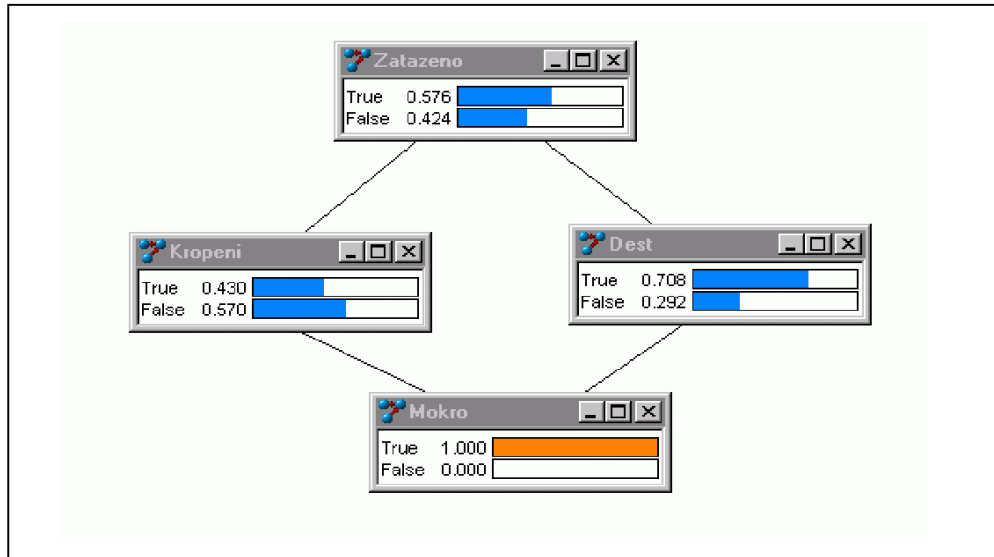 Zatazeno
True 0.576
False 0.424
Kropeni
True 0.430
False 0.570
Dest
True 0.708
False 0.292
Mokro
True 1.000
False 0.000